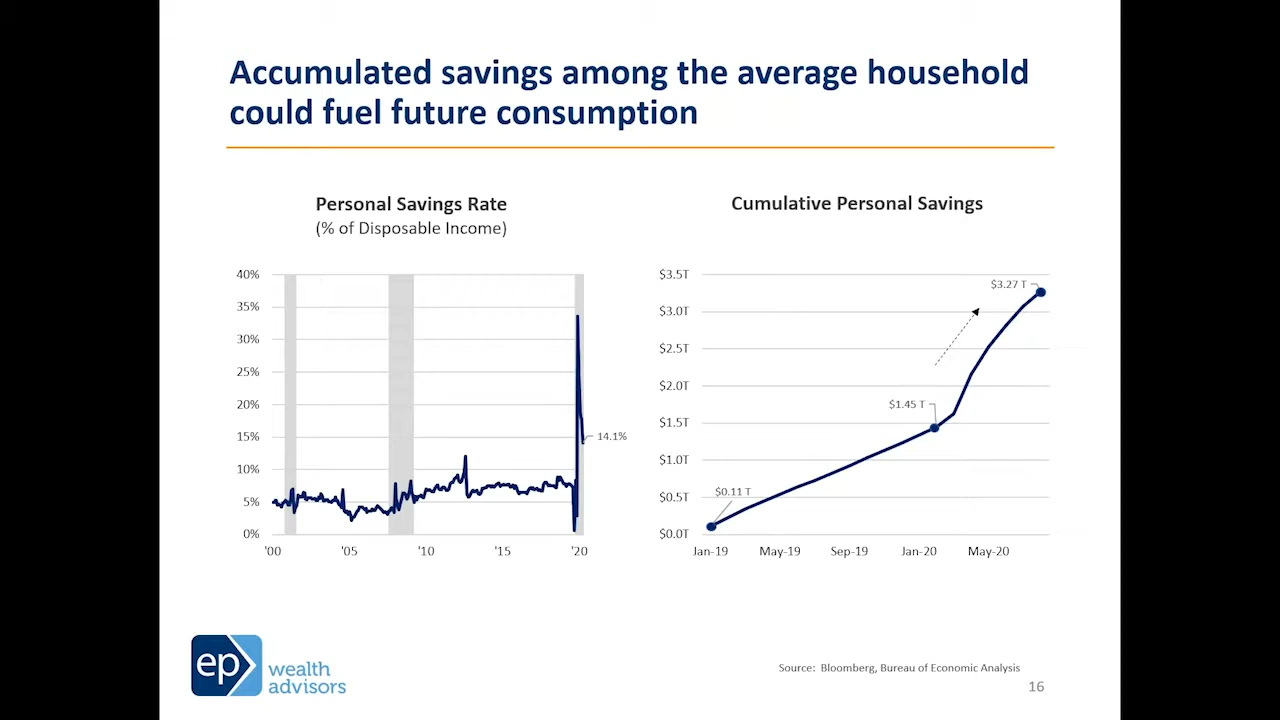 Accumulated savings among the average household
could fuel future consumption
Personal Savings Rate
(% of Disposable Income)
40%
35%
30%
25%
20%
15%
10%
5%
0%
'00
'05
'10
'15
'20
14.1%
Cumulative Personal Savings
$3.5T
$3.0T
$2.5T
$2.0T
$1.5T
$1.0T
$0.5T
$0.0T
$3.27 T
$1.45 T
$0.11 T
Jan-19
May-19
Sep-19
Jan-20
May-20
ep
wealth
advisors
Source:  Bloomberg, Bureau of Economic Analysis
16